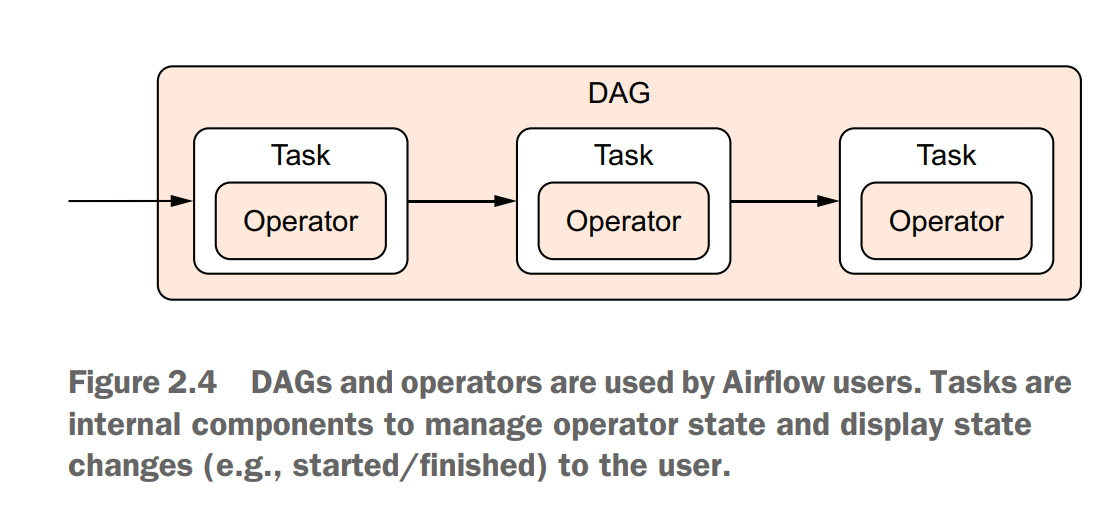 DAG
Task Task Task
Operator Operator Operator
Figure 2.4 DAGs and operators are used by Airflow users. Tasks are
internal components to manage operator state and display state
changes (e.g., started/finished) to the user.